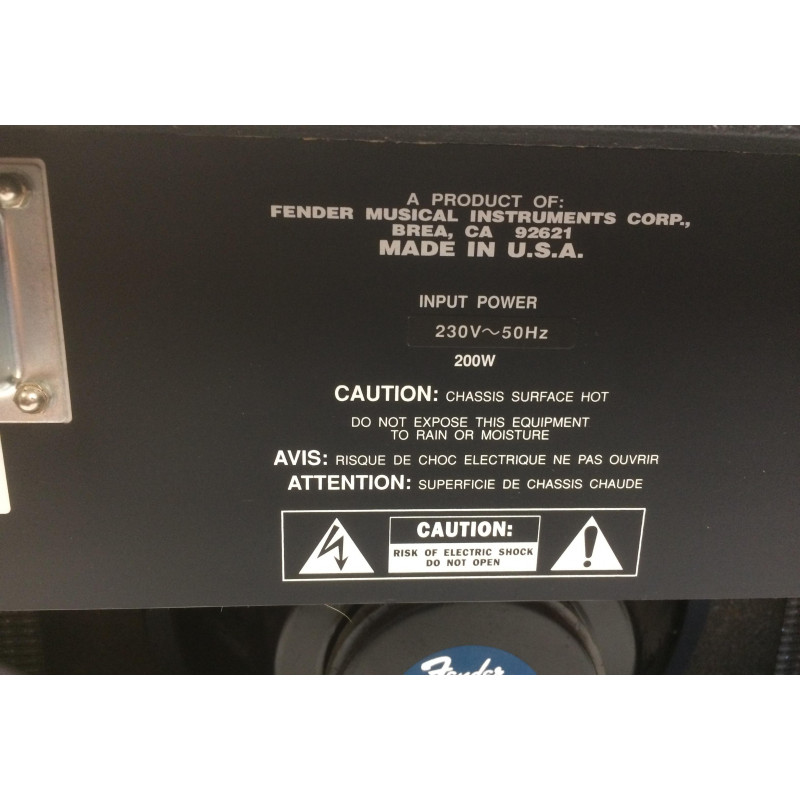 A PRODUCT OF:
FENDER MUSICAL INSTRUMENTS CORP.,
BREA, CA 92621
MADE IN U.S.A.
INPUT POWER
230V~50Hz
200W
CAUTION: CHASSIS SURFACE HOT
DO NOT EXPOSE THIS EQUIPMENT
TO RAIN OR MOISTURE
AVIS: RISQUE DE CHOC ELECTRIQUE NE PAS OUVRIR
ATTENTION: SUPERFICIE DE CHASSIS CHAUDE
CAUTION:
RISK OF ELECTRIC SHOCK
DO NOT OPEN
Fender